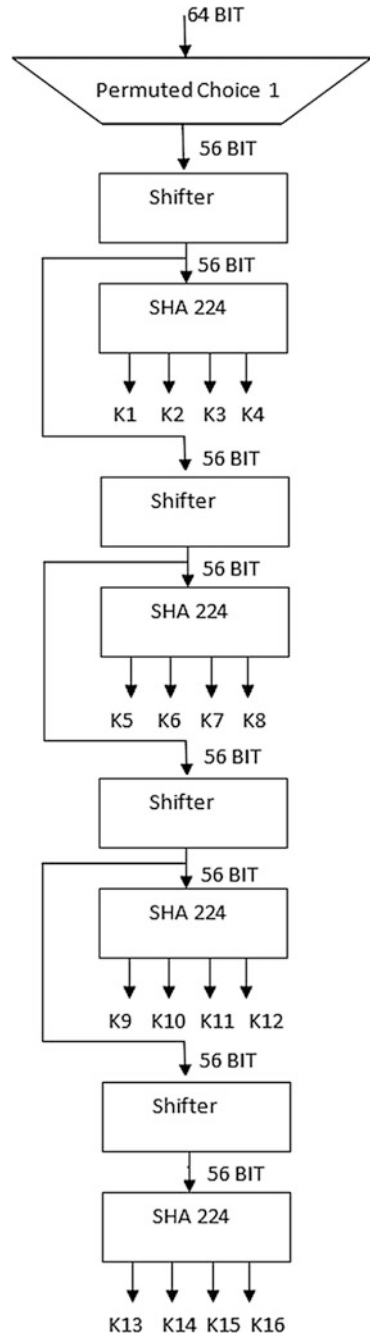 64 BIT
Permuted Choice 1
56 BIT
Shifter
56 BIT
SHA 224
K1 K2 K3 K4
56 BIT
Shifter
56 BIT
SHA 224
K5 K6 K7 K8
56 BIT
Shifter
56 BIT
SHA 224
K9 K10 K11 K12
56 BIT
Shifter
56 BIT
SHA 224
K13 K14 K15 K16